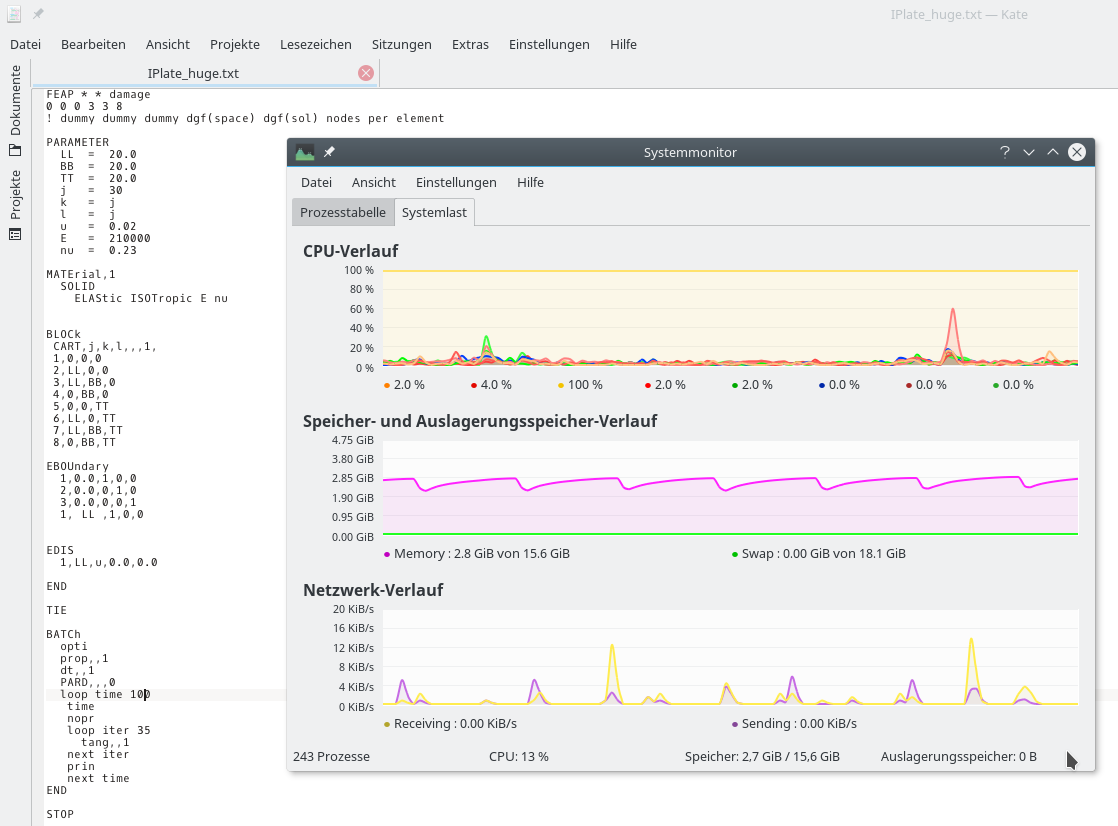 IPlate_huge.txt — Kate
Datei Bearbeiten Ansicht Projekte Lesezeichen Sitzungen Extras Einstellungen Hilfe
IPlate_huge.txt
Dokumente
Projekte
FEAP * * damage
0 0 0 3 3 8
! dummy dummy dummy dgf(space) dgf(sol) nodes per element
PARAMETER
LL = 20.0
BB = 20.0
TT = 20.0
j = 30
k = j
l = j
u = 0.02
E = 210000
nu = 0.23
MATErial,1
SOLID
ELAStic ISOTropic E nu
BLOCk
CART,j,k,l,,,1,
1,0,0,0
2,LL,0,0
3,LL,BB,0
4,0,BB,0
5,0,0,TT
6,LL,0,TT
7,LL,BB,TT
8,0,BB,TT
EBOUndary
1,0.0,1,0,0
2,0.0,0,1,0
3,0.0,0,0,1
1, LL ,1,0,0
EDIS
1,LL,u,0.0,0.0
END
TIE
BATCh
opti
prop,,1
dt,,1
PARD,,,0
loop time 100
time
nopr
loop iter 35
tang,,1
next iter
prin
next time
END
STOP
Systemmonitor
Datei Ansicht Einstellungen Hilfe
Prozesstabelle Systemlast
CPU-Verlauf
100 %
80 %
60 %
40 %
20 %
0 %
2.0 % 4.0 % 100 % 2.0 % 2.0 % 0.0 % 0.0 % 0.0 %
Speicher- und Auslagerungsspeicher-Verlauf
4.75 GiB
3.80 GiB
2.85 GiB
1.90 GiB
0.95 GiB
0.00 GiB
Memory : 2.8 GiB von 15.6 GiB Swap : 0.00 GiB von 18.1 GiB
Netzwerk-Verlauf
20 KiB/s
16 KiB/s
12 KiB/s
8 KiB/s
4 KiB/s
0 KiB/s
Receiving : 0.00 KiB/s Sending : 0.00 KiB/s
243 Prozesse CPU: 13 % Speicher: 2,7 GiB / 15,6 GiB Auslagerungsspeicher: 0 B